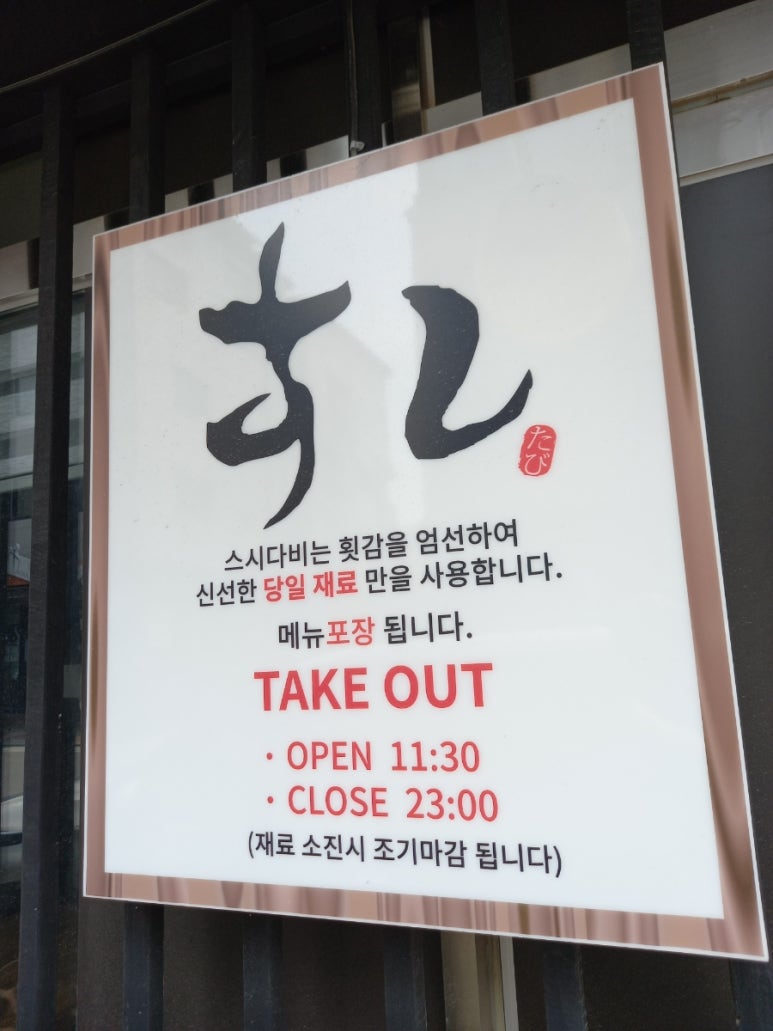 すし
たび
스시다비는 횟감을 엄선하여
신선한 당일 재료 만을 사용합니다.
메뉴포장 됩니다.
TAKE OUT
· OPEN 11:30
· CLOSE 23:00
(재료 소진시 조기마감 됩니다)